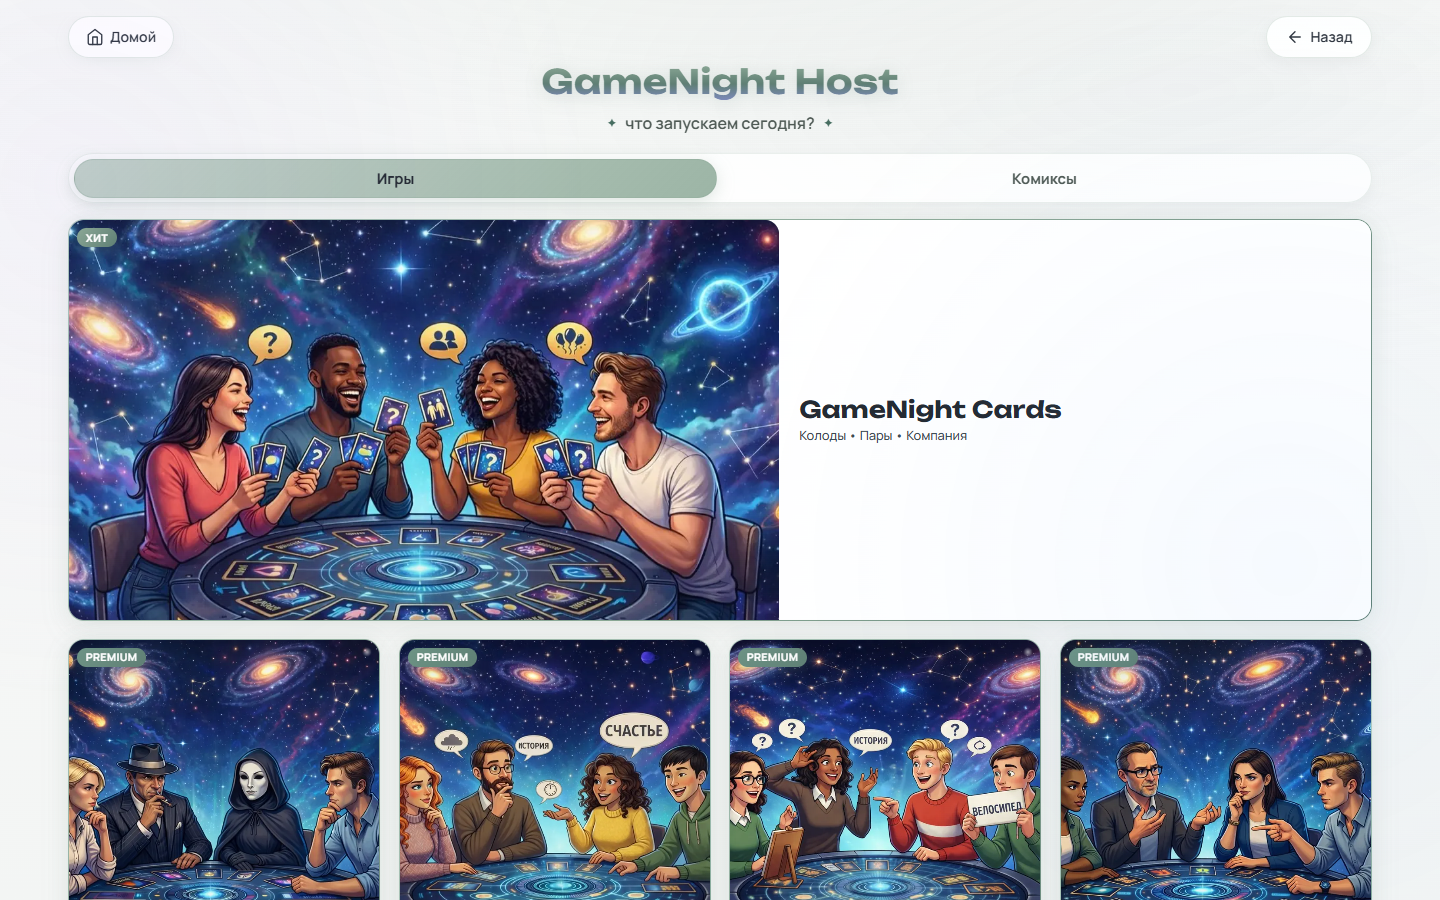 Домой
Назад
GameNight Host
✦ что запускаем сегодня? ✦
Игры
Комиксы
ХИТ
?
?
?
?
?
GameNight Cards
Колоды • Пары • Компания
PREMIUM
PREMIUM
PREMIUM
PREMIUM
СЧАСТЬЕ
ИСТОРИЯ
?
?
?
ИСТОРИЯ
ВЕЛОСИПЕД